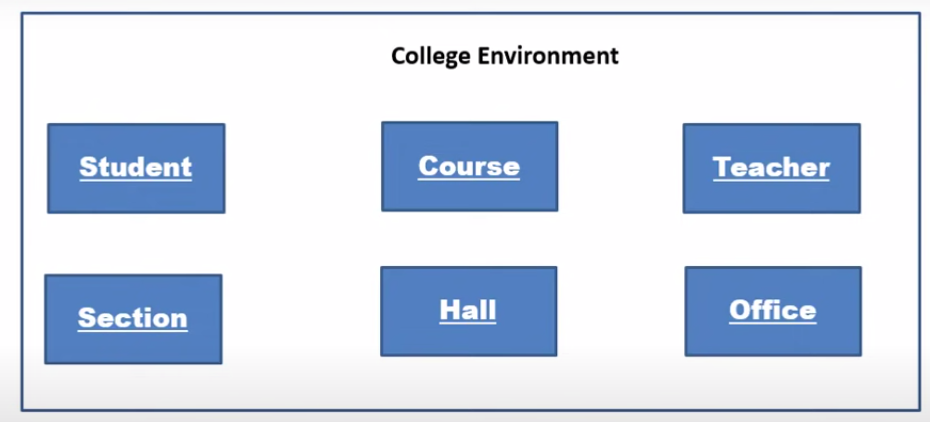 College Environment
Student
Course
Teacher
Section
Hall
Office